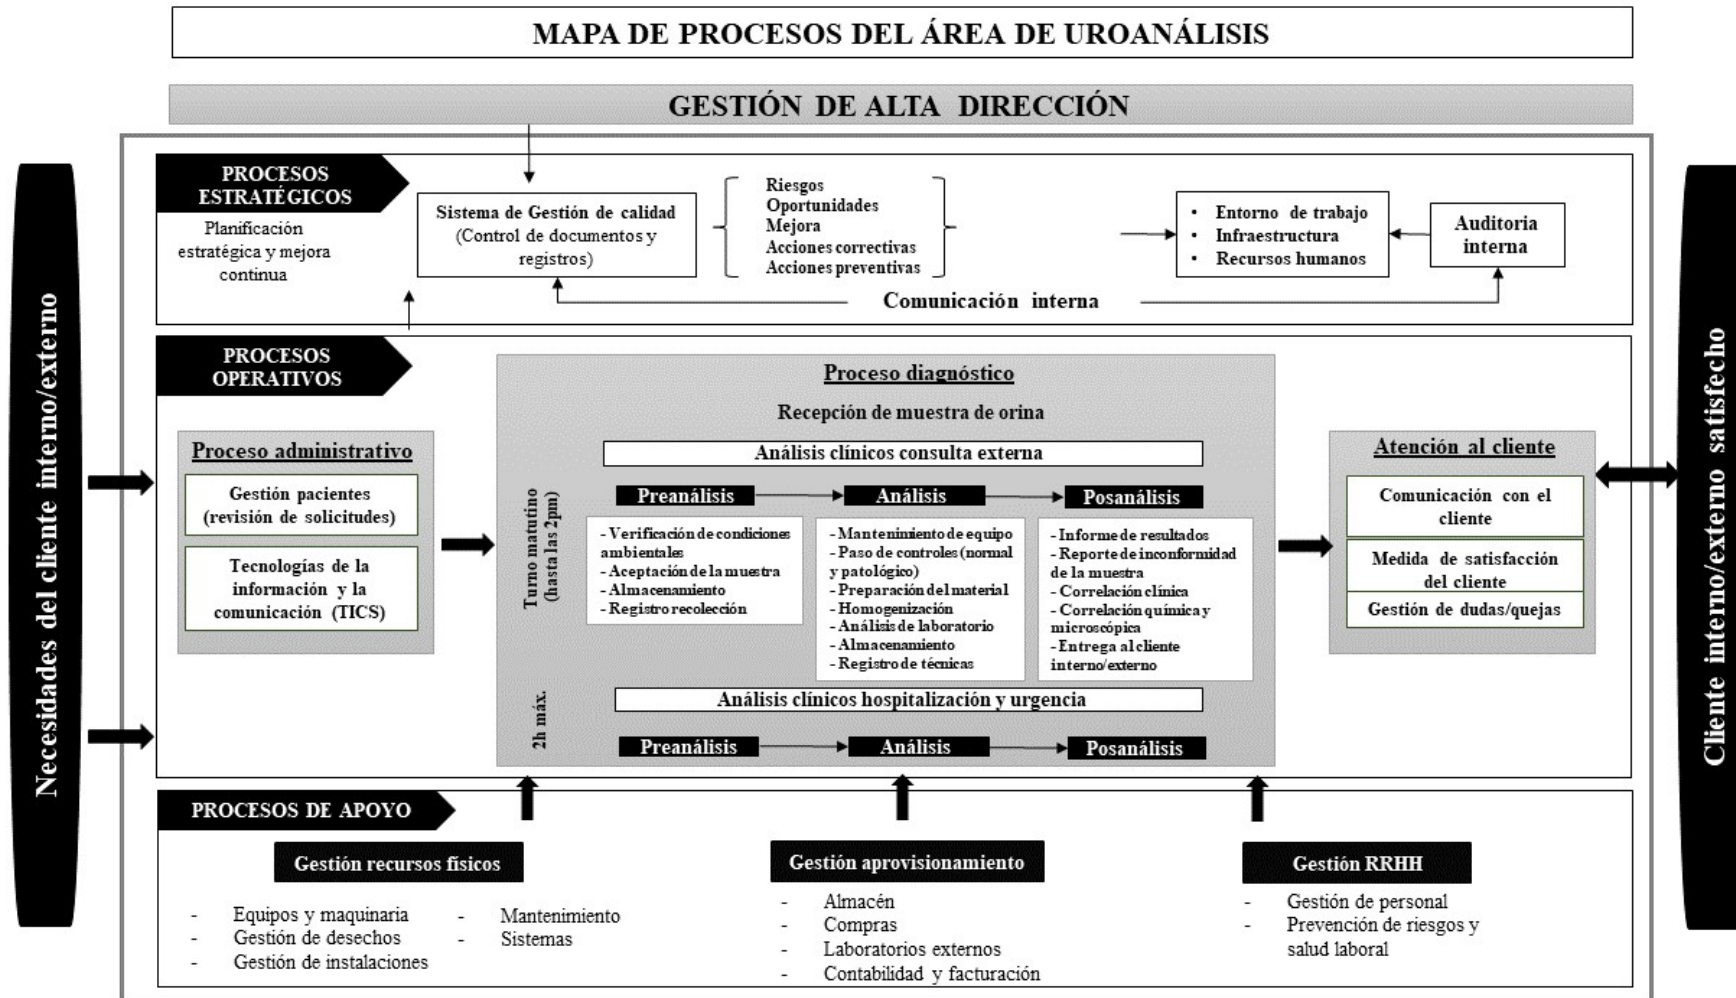 MAPA DE PROCESOS DEL ÁREA DE UROANÁLISIS
GESTIÓN DE ALTA DIRECCIÓN
Necesidades del cliente interno/externo
PROCESOS
ESTRATÉGICOS
Planificación
estratégica y mejora
continua
Sistema de Gestión de calidad
(Control de documentos y
registros)
Riesgos
Oportunidades
Mejora
Acciones correctivas
Acciones preventivas
• Entorno de trabajo
• Infraestructura
• Recursos humanos
Auditoria
interna
Comunicación interna
PROCESOS
OPERATIVOS
Proceso administrativo
Gestión pacientes
(revisión de solicitudes)
Tecnologías de la
información y la
comunicación (TICS)
Proceso diagnóstico
Recepción de muestra de orina
Análisis clínicos consulta externa
Turno matutino
(hasta las 2pm)
Preanálisis
- Verificación de condiciones
ambientales
- Aceptación de la muestra
- Almacenamiento
- Registro recolección
Análisis
- Mantenimiento de equipo
- Paso de controles (normal
y patológico)
- Preparación del material
- Homogenización
- Análisis de laboratorio
- Almacenamiento
- Registro de técnicas
Posanálisis
- Informe de resultados
- Reporte de inconformidad
de la muestra
- Correlación clínica
- Correlación química y
microscópica
- Entrega al cliente
interno/externo
Análisis clínicos hospitalización y urgencia
2h máx.
Preanálisis
Análisis
Posanálisis
Atención al cliente
Comunicación con el
cliente
Medida de satisfacción
del cliente
Gestión de dudas/quejas
Cliente interno/externo satisfecho
PROCESOS DE APOYO
Gestión recursos físicos
- Equipos y maquinaria
- Gestión de desechos
- Gestión de instalaciones
- Mantenimiento
- Sistemas
Gestión aprovisionamiento
- Almacén
- Compras
- Laboratorios externos
- Contabilidad y facturación
Gestión RRHH
- Gestión de personal
- Prevención de riesgos y
salud laboral